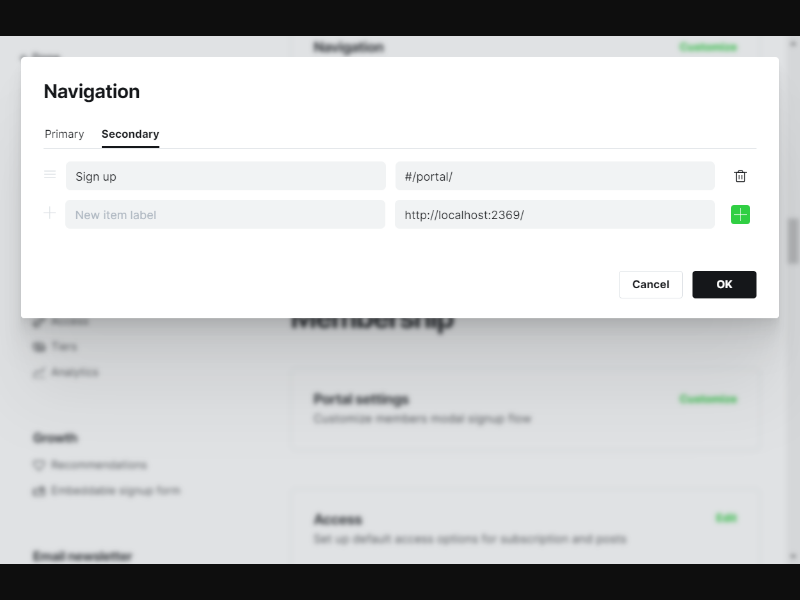 Navigation
Customize
Navigation
Primary
Secondary
Sign up
#/portal/
New item label
http://localhost:2369/
Cancel
OK
Access
Membership
Tiers
Analytics
Portal settings
Customize
Customize members modal signup flow
Growth
Recommendations
Embeddable signup form
Access
Edit
Set up default access options for subscription and posts
Email newsletter